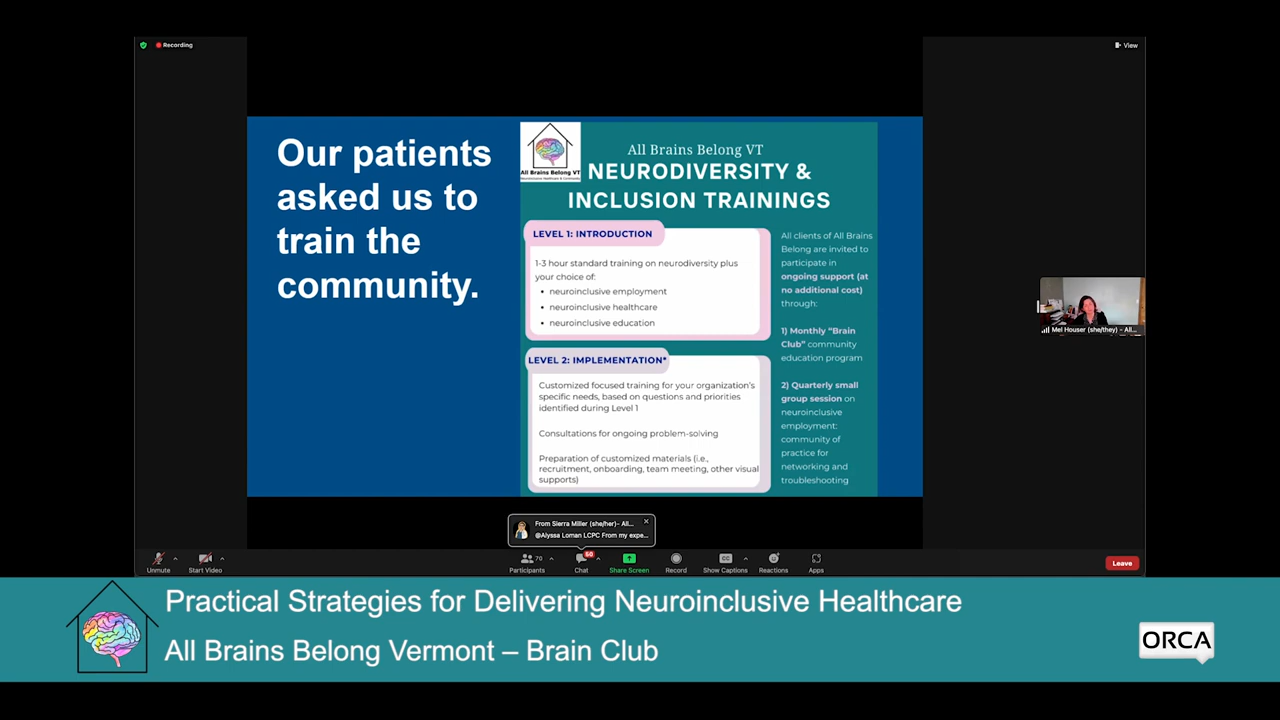 Recording
View
Our patients
asked us to
train the
community.
All Brains Belong VT
All Brains Belong VT
NEURODIVERSITY &
INCLUSION TRAININGS
LEVEL 1: INTRODUCTION
1-3 hour standard training on neurodiversity plus
your choice of:
• neuroinclusive employment
• neuroinclusive healthcare
• neuroinclusive education
LEVEL 2: IMPLEMENTATION*
Customized focused training for your organization's
specific needs, based on questions and priorities
identified during Level 1
Consultations for ongoing problem-solving
Preparation of customized materials (i.e.,
recruitment, onboarding, team meeting, other visual
supports)
All clients of All Brains
Belong are invited to
participate in
ongoing support (at
no additional cost)
through:
1) Monthly "Brain
Club" community
education program
2) Quarterly small
group session on
neuroinclusive
employment:
community of
practice for
networking and
troubleshooting
Mel Houser (she/they) - All...
From Sierra Miller (she/her)- All...
@Alyssa Loman LCPC From my expe...
Unmute
Start Video
70
Participants
50
Chat
Share Screen
Record
CC
Show Captions
Reactions
Apps
Leave
Practical Strategies for Delivering Neuroinclusive Healthcare
All Brains Belong Vermont – Brain Club
ORCA